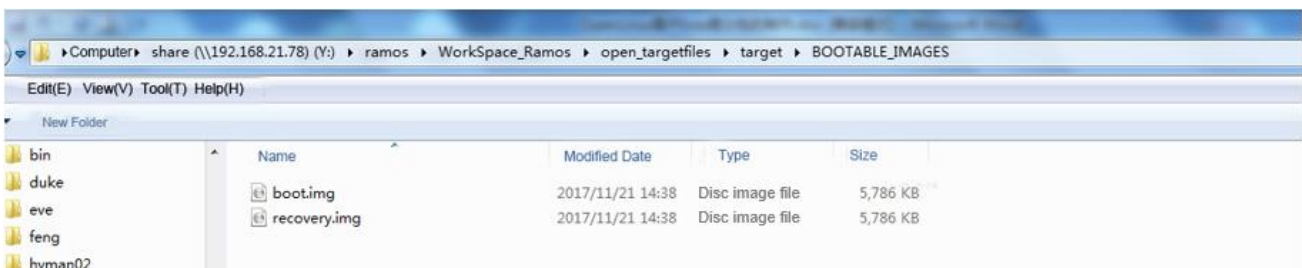 Computer share (\\192.168.21.78) (Y:) ramos WorkSpace_Ramos open_targetfiles target BOOTABLE_IMAGES
Edit(E) View(V) Tool(T) Help(H)
New Folder
bin
Name Modified Date Type Size
duke
boot.img 2017/11/21 14:38 Disc image file 5,786 KB
eve
recovery.img 2017/11/21 14:38 Disc image file 5,786 KB
feng
hyman02